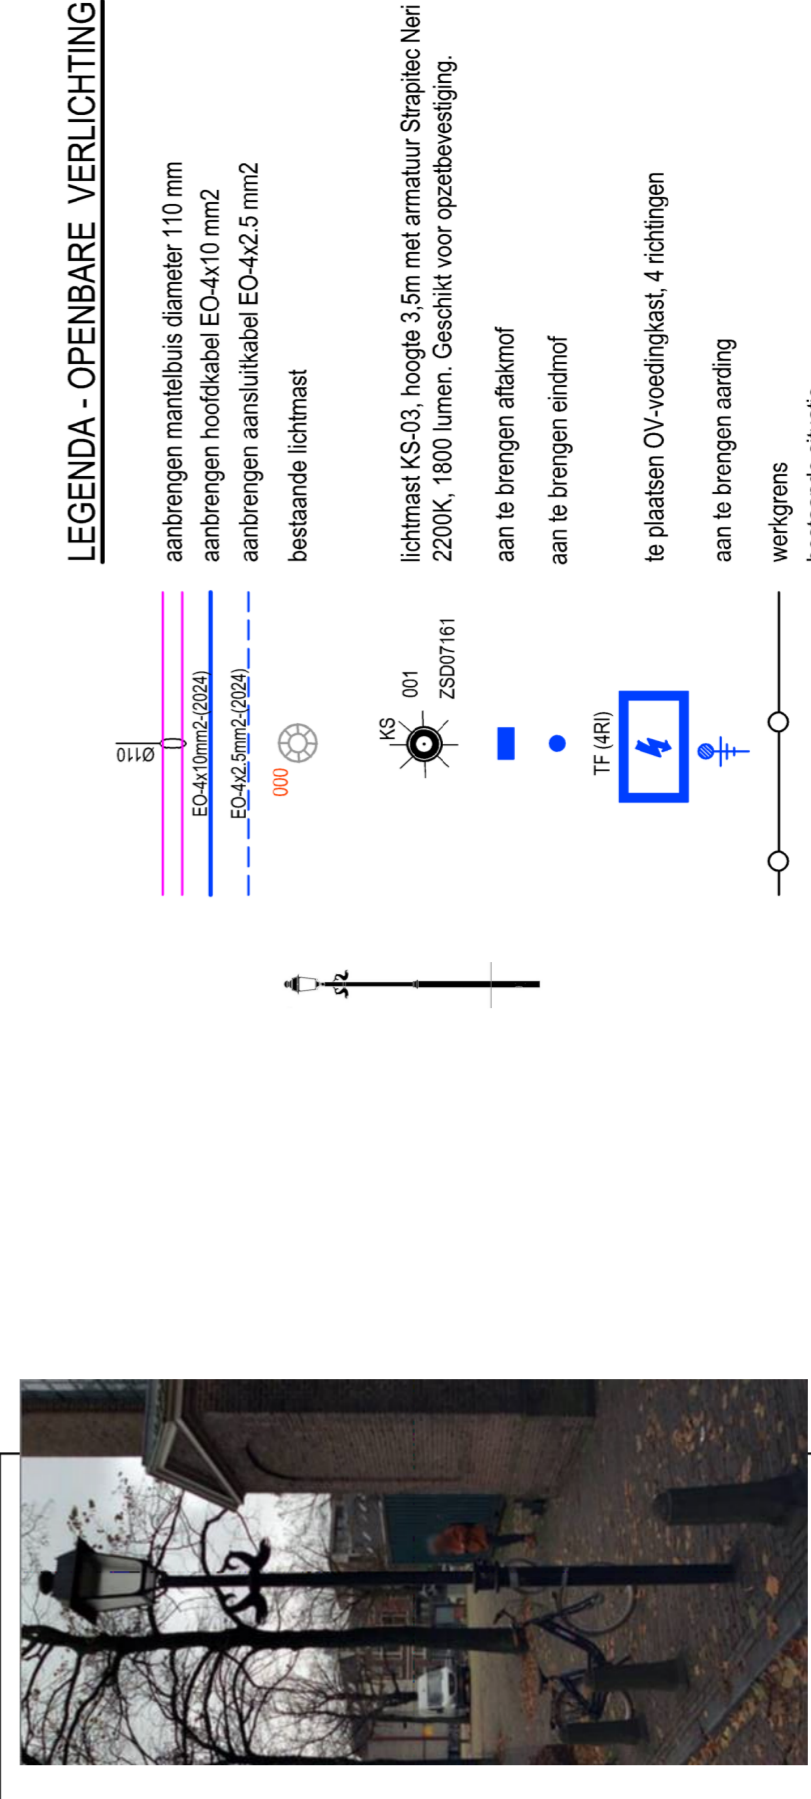 LEGENDA - OPENBARE VERLICHTING
Ø110
aanbrengen mantelbuis diameter 110 mm
EO-4x10mm2-(2024)
aanbrengen hoofdkabel EO-4x10 mm2
EO-4x2.5mm2-(2024)
aanbrengen aansluitkabel EO-4x2.5 mm2
000
bestaande lichtmast
KS
001
ZSD07161
lichtmast KS-03, hoogte 3,5m met armatuur Strapitec Neri
2200K, 1800 lumen. Geschikt voor opzetbevestiging.
aan te brengen aftakmof
aan te brengen eindmof
TF (4RI)
te plaatsen OV-voedingkast, 4 richtingen
aan te brengen aarding
werkgrens